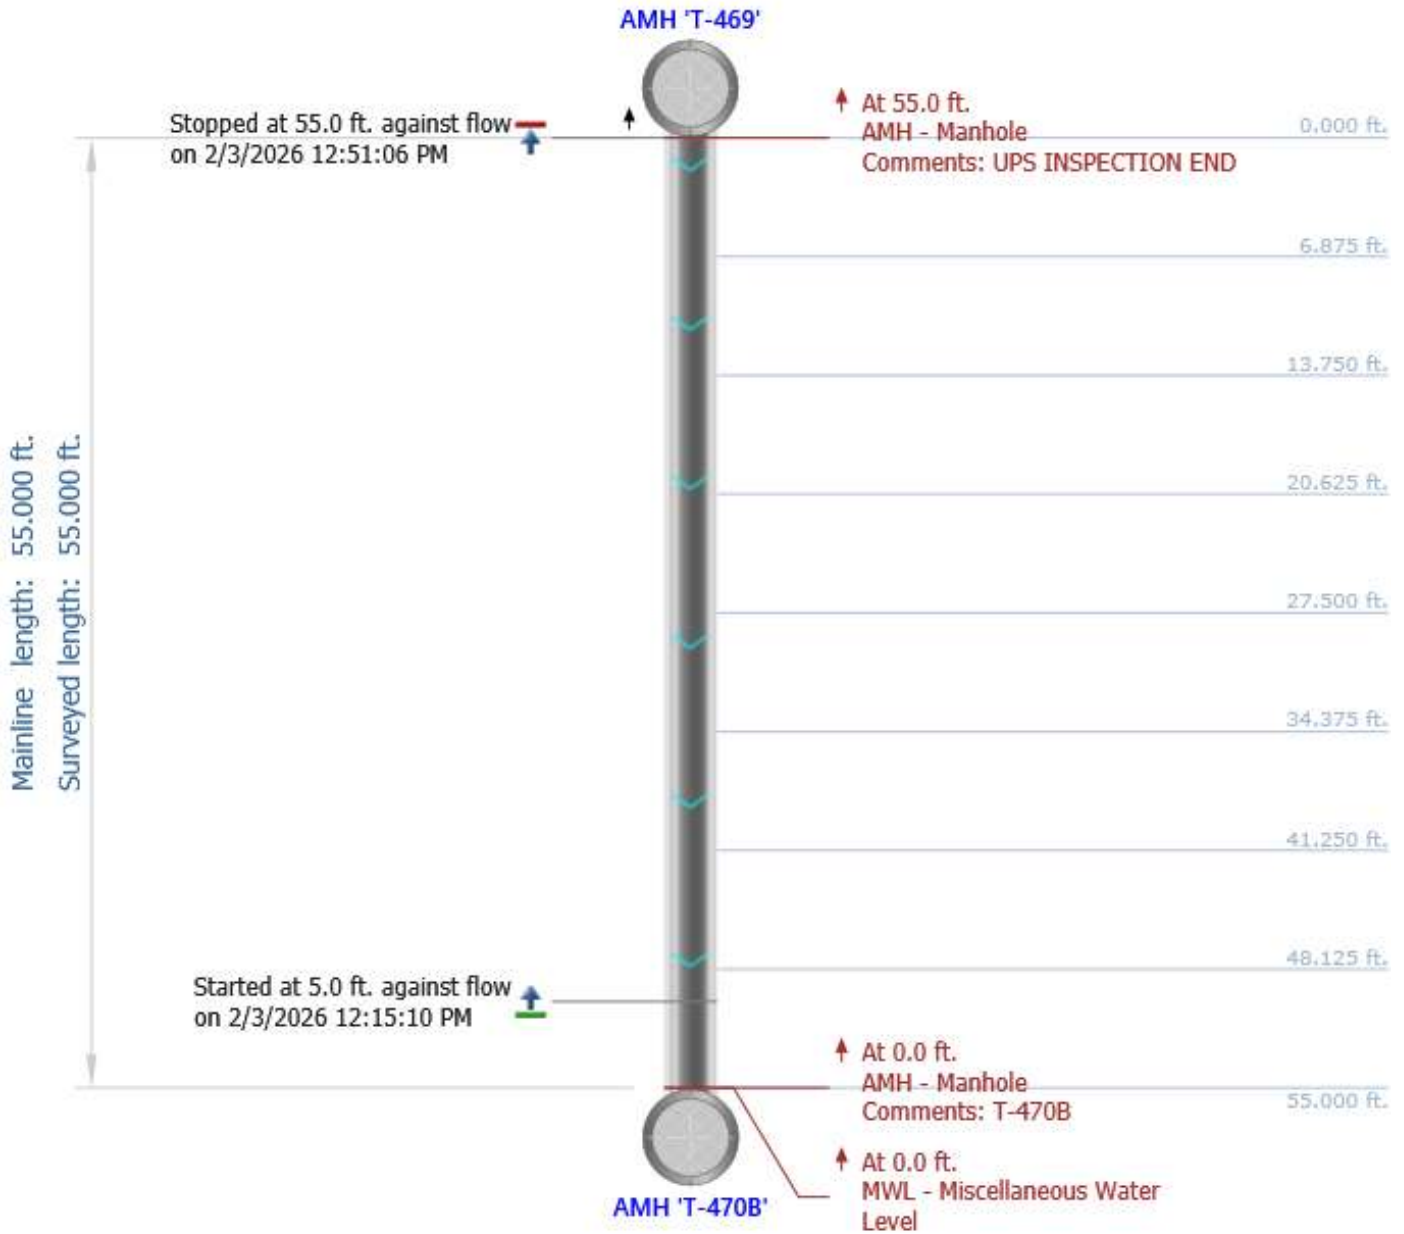 AMH 'T-469'
Stopped at 55.0 ft. against flow
on 2/3/2026 12:51:06 PM
At 55.0 ft.
AMH - Manhole
Comments: UPS INSPECTION END
0.000 ft.
6.875 ft.
13.750 ft.
20.625 ft.
27.500 ft.
34.375 ft.
41.250 ft.
48.125 ft.
Mainline length: 55.000 ft.
Surveyed length: 55.000 ft.
Started at 5.0 ft. against flow
on 2/3/2026 12:15:10 PM
At 0.0 ft.
AMH - Manhole
Comments: T-470B
55.000 ft.
At 0.0 ft.
MWL - Miscellaneous Water
Level
AMH 'T-470B'